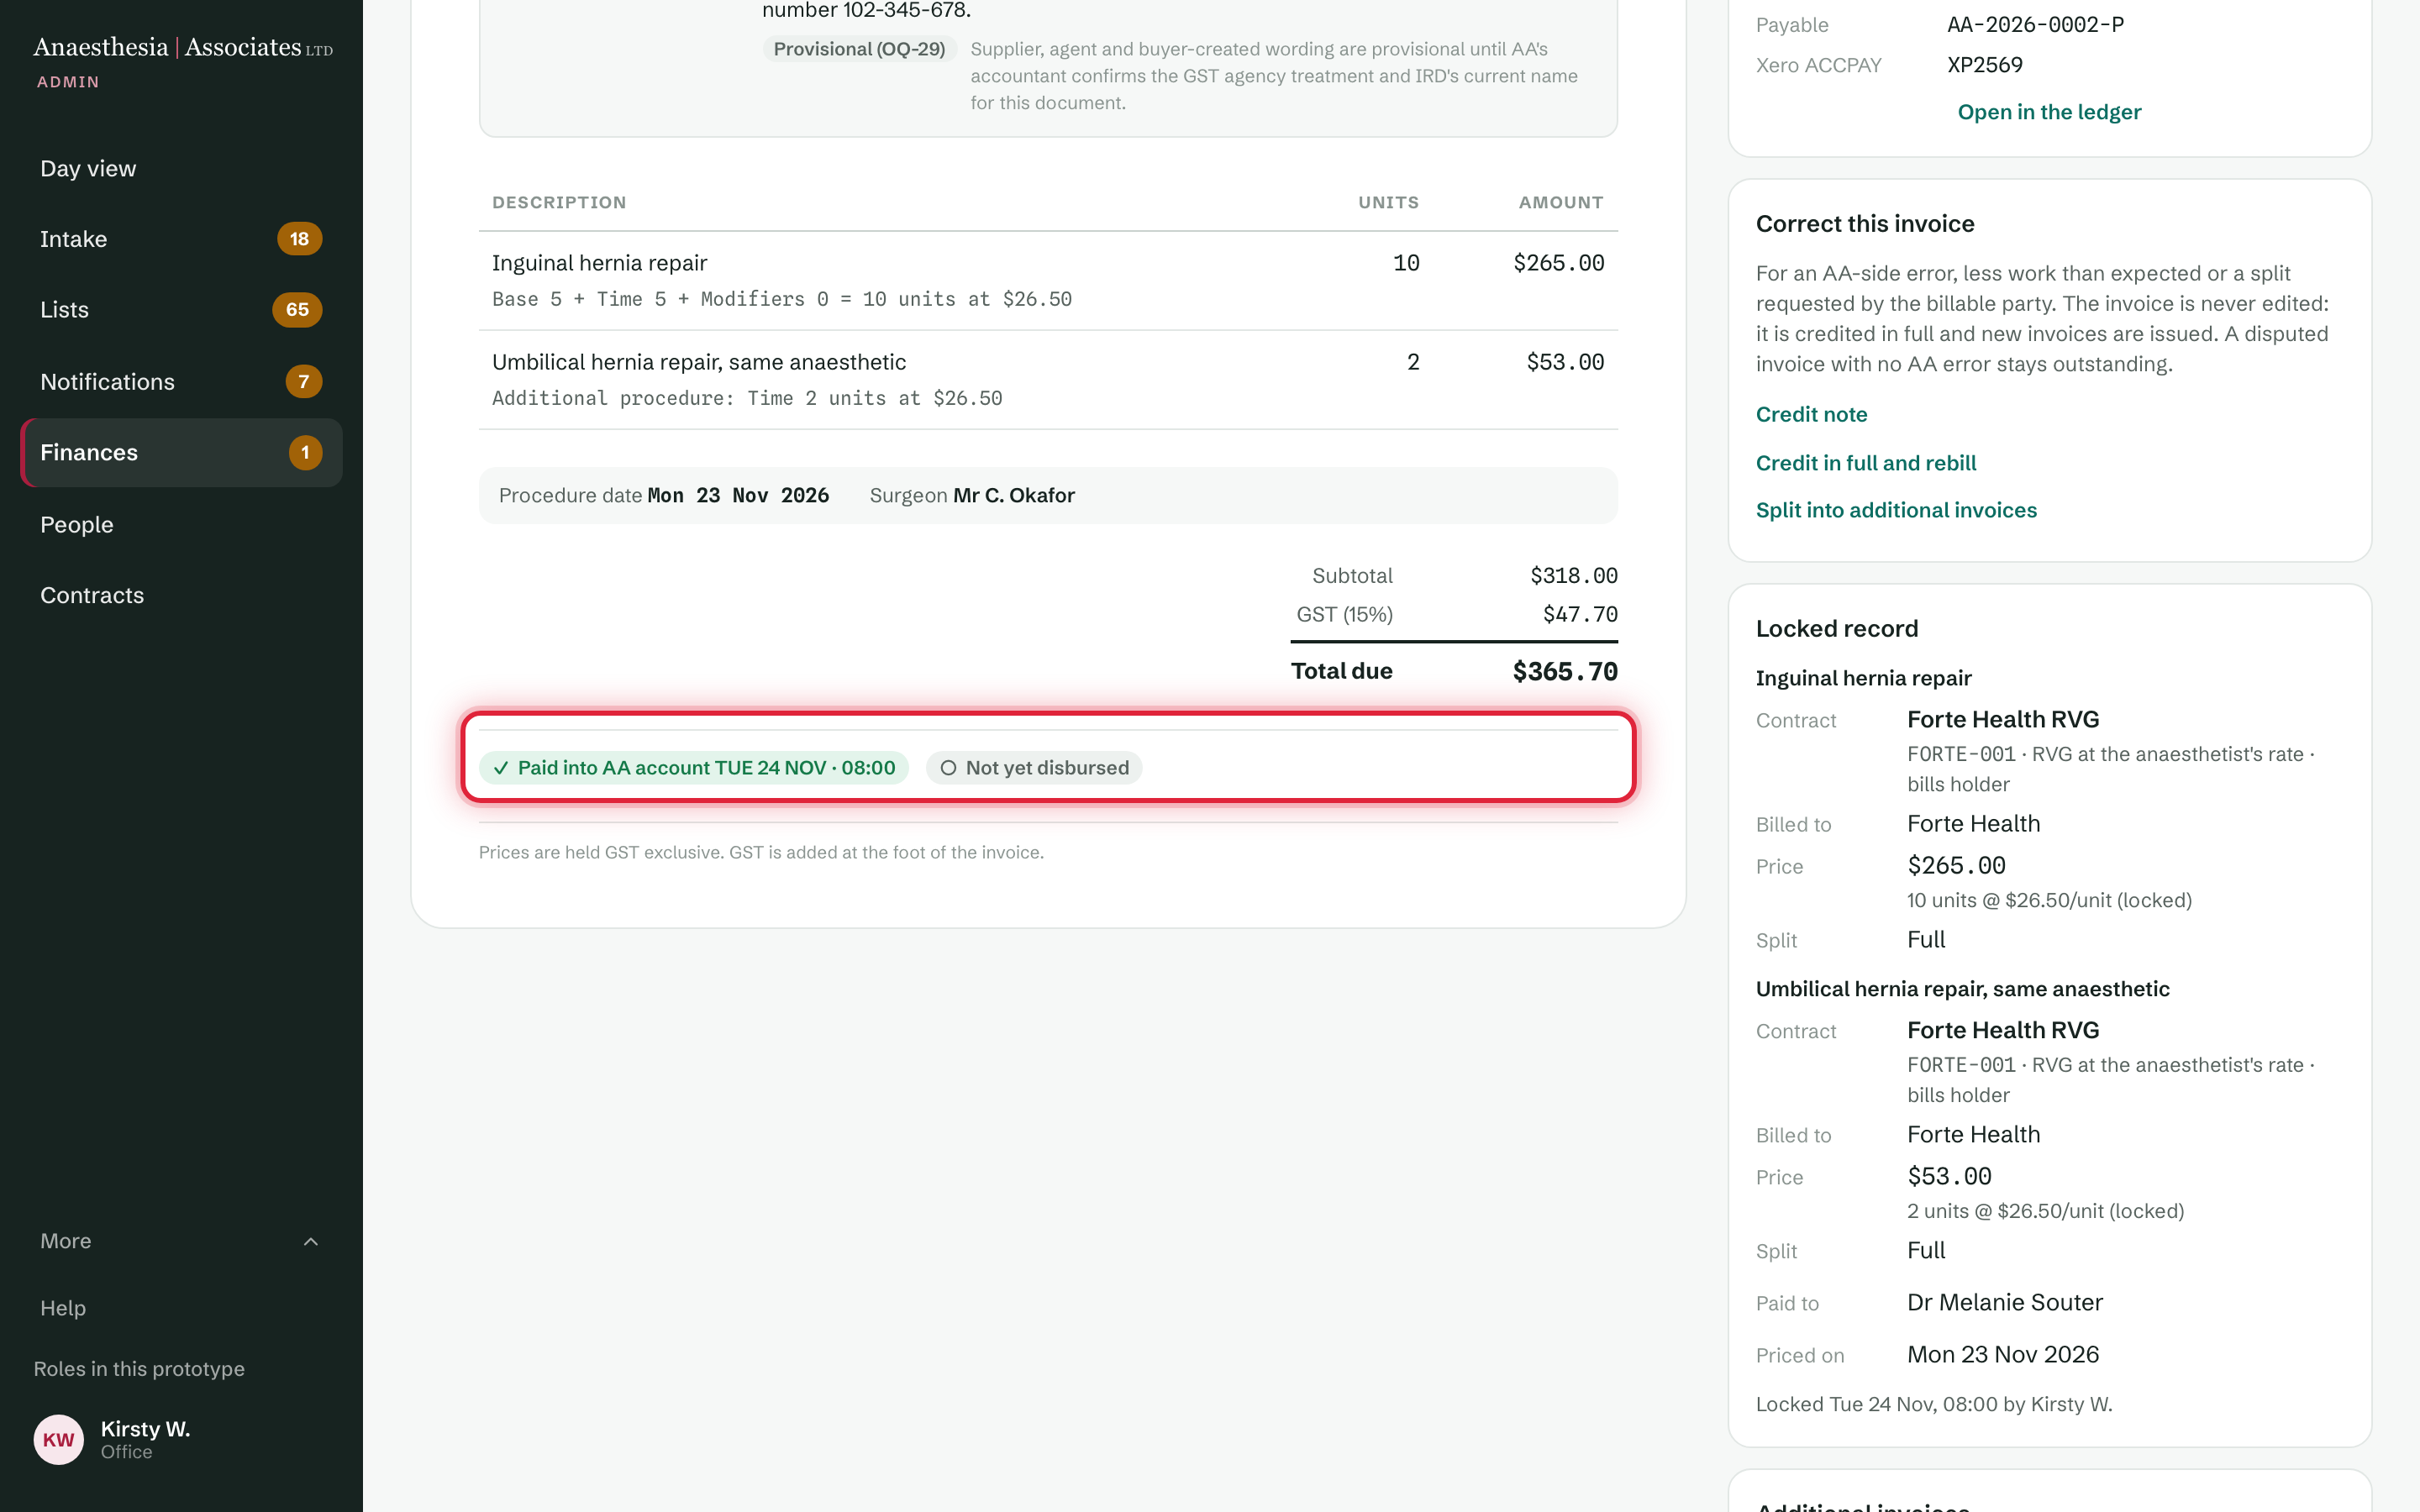 Anaesthesia | Associates LTD
ADMIN
Day view
Intake 18
Lists 65
Notifications 7
Finances 1
People
Contracts
More
Help
Roles in this prototype
KW Kirsty W.
Office
number 102-345-678.
Provisional (OQ-29) Supplier, agent and buyer-created wording are provisional until AA's
accountant confirms the GST agency treatment and IRD's current name
for this document.
DESCRIPTION UNITS AMOUNT
Inguinal hernia repair 10 $265.00
Base 5 + Time 5 + Modifiers 0 = 10 units at $26.50
Umbilical hernia repair, same anaesthetic 2 $53.00
Additional procedure: Time 2 units at $26.50
Procedure date Mon 23 Nov 2026 Surgeon Mr C. Okafor
Subtotal $318.00
GST (15%) $47.70
Total due $365.70
Paid into AA account TUE 24 NOV · 08:00 Not yet disbursed
Prices are held GST exclusive. GST is added at the foot of the invoice.
Payable AA-2026-0002-P
Xero ACCPAY XP2569
Open in the ledger
Correct this invoice
For an AA-side error, less work than expected or a split
requested by the billable party. The invoice is never edited:
it is credited in full and new invoices are issued. A disputed
invoice with no AA error stays outstanding.
Credit note
Credit in full and rebill
Split into additional invoices
Locked record
Inguinal hernia repair
Contract Forte Health RVG
FORTE-001 · RVG at the anaesthetist's rate ·
bills holder
Billed to Forte Health
Price $265.00
10 units @ $26.50/unit (locked)
Split Full
Umbilical hernia repair, same anaesthetic
Contract Forte Health RVG
FORTE-001 · RVG at the anaesthetist's rate ·
bills holder
Billed to Forte Health
Price $53.00
2 units @ $26.50/unit (locked)
Split Full
Paid to Dr Melanie Souter
Priced on Mon 23 Nov 2026
Locked Tue 24 Nov, 08:00 by Kirsty W.
Additional invoices